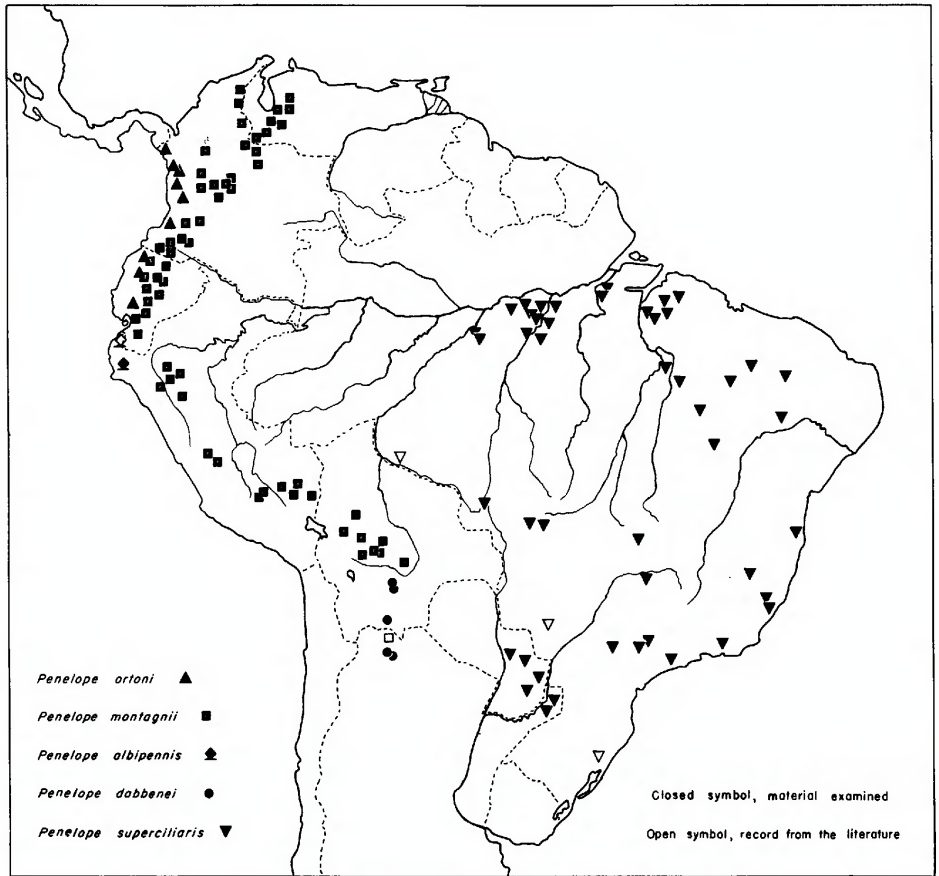 Penelope ortoni
Penelope montagnii
Penelope albipennis
Penelope dabbenei
Penelope superciliaris
Closed symbol, material examined
Open symbol, record from the literature